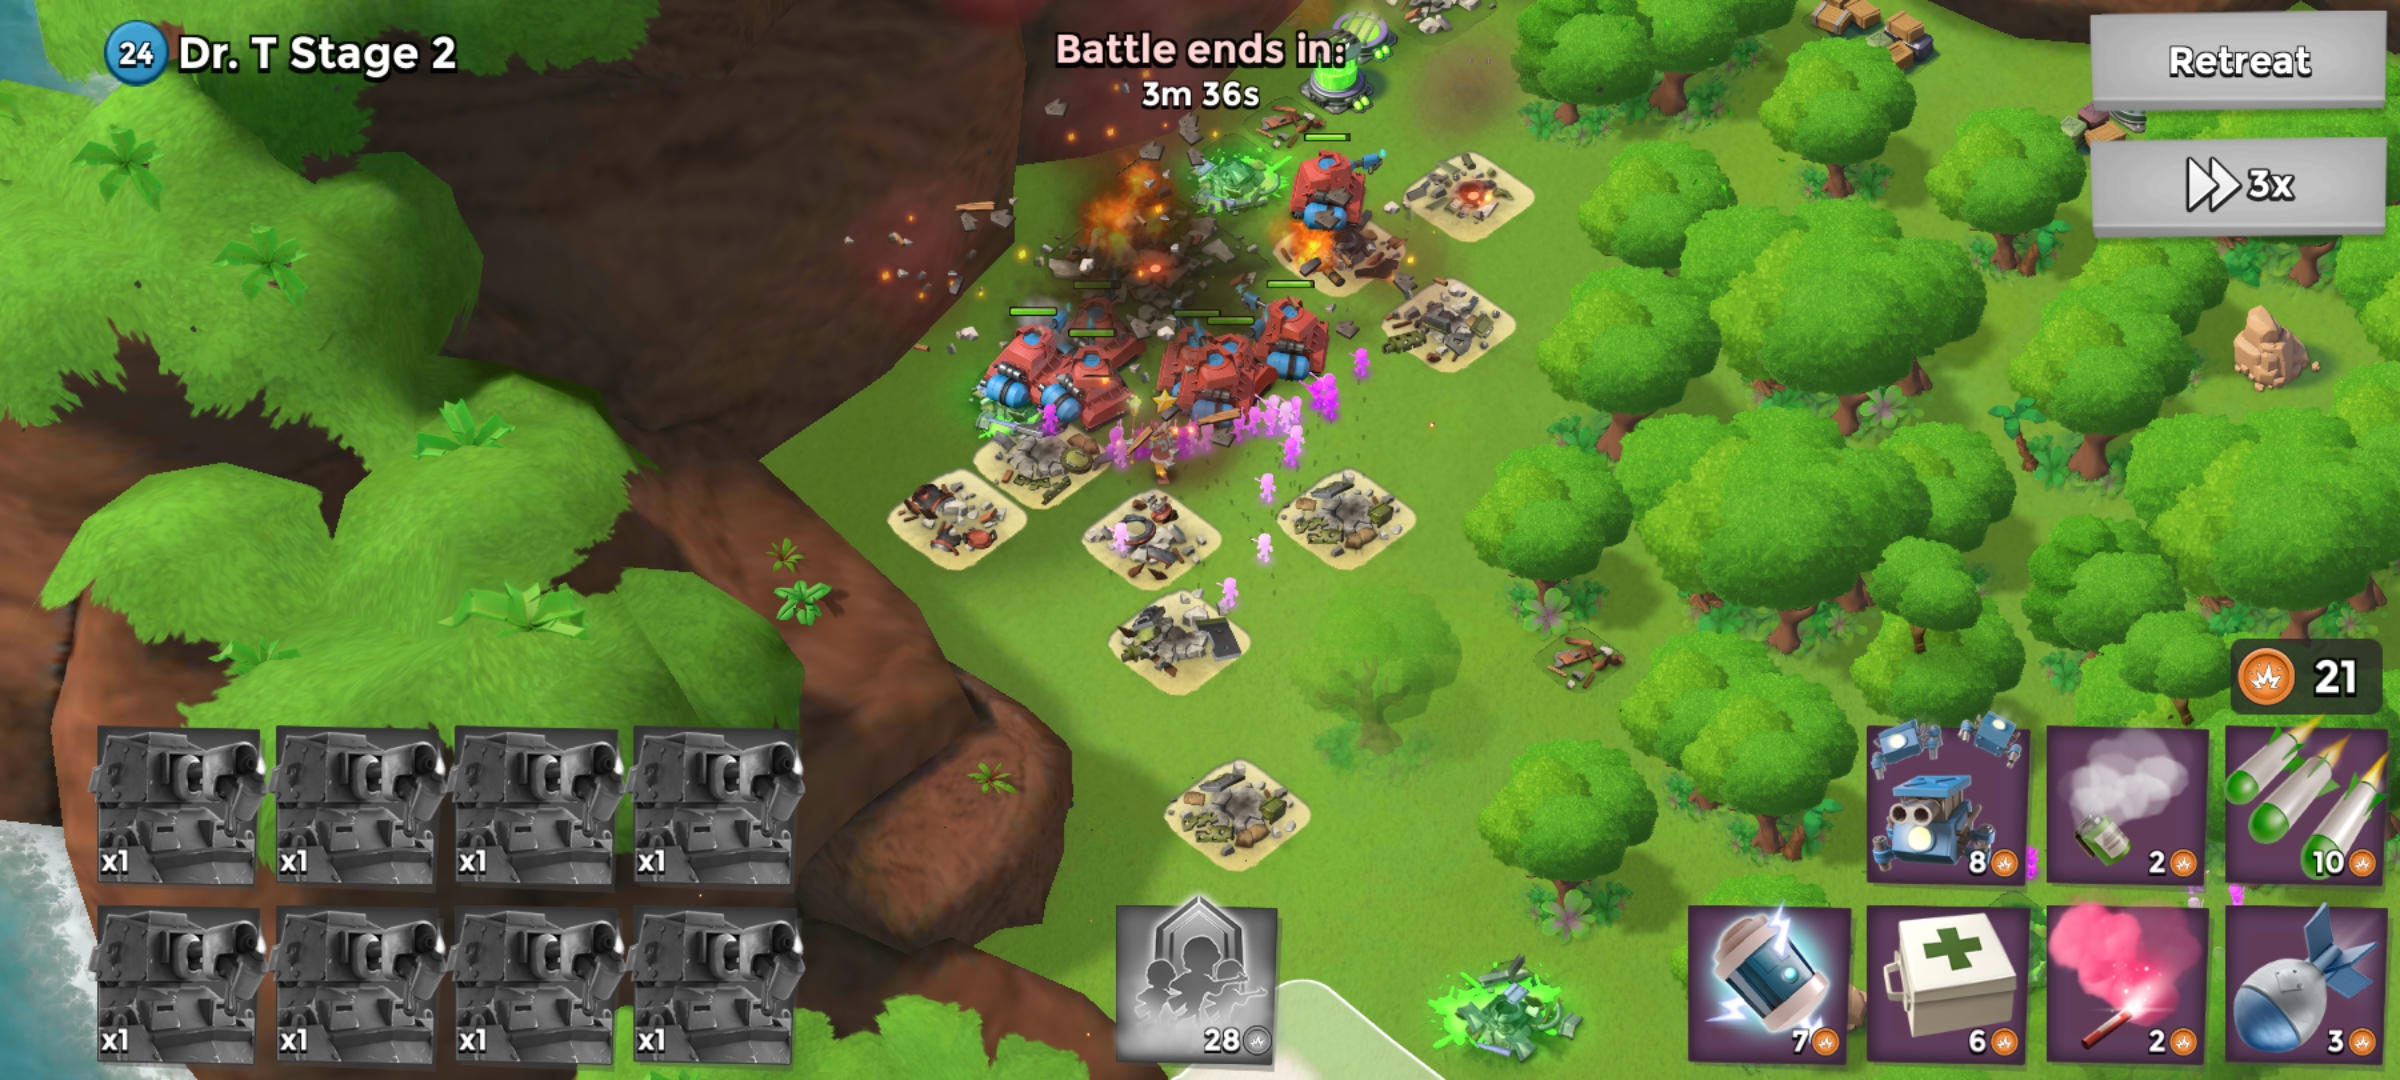 24 Dr. T Stage 2
Battle ends in:
3m 36s
Retreat
3x
21
x1 x1 x1 x1
8 2 10
x1 x1 x1 x1
28
7 6 2 3